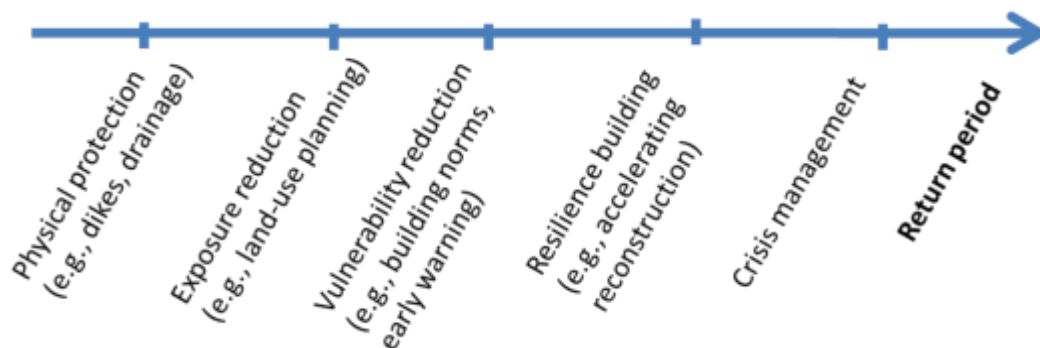 Physical protection
(e.g., dikes, drainage)
Exposure reduction
(e.g., land-use planning)
Vulnerability reduction
(e.g., building norms,
early warning)
Resilience building
(e.g., accelerating
reconstruction)
Crisis management
Return period